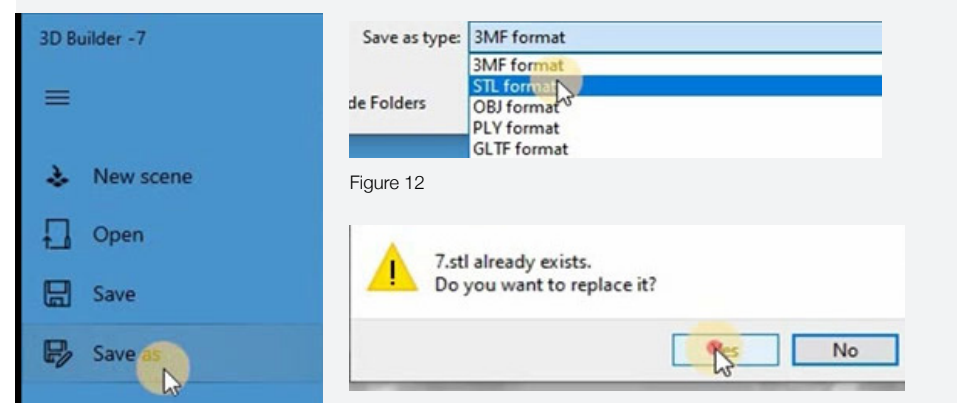 3D Builder -7
New scene
Open
Save
Save as
Save as type: 3MF format
3MF format
STL format
de Folders
OBJ format
PLY format
GLTF format
Figure 12
7.stl already exists.
Do you want to replace it?
Yes No